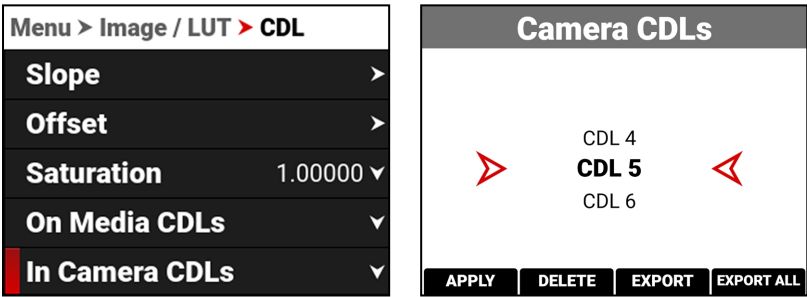 Menu > Image / LUT > CDL
Slope
Offset
Saturation 1.00000
On Media CDLs
In Camera CDLs
Camera CDLs
CDL 4
CDL 5
CDL 6
APPLY DELETE EXPORT EXPORT ALL